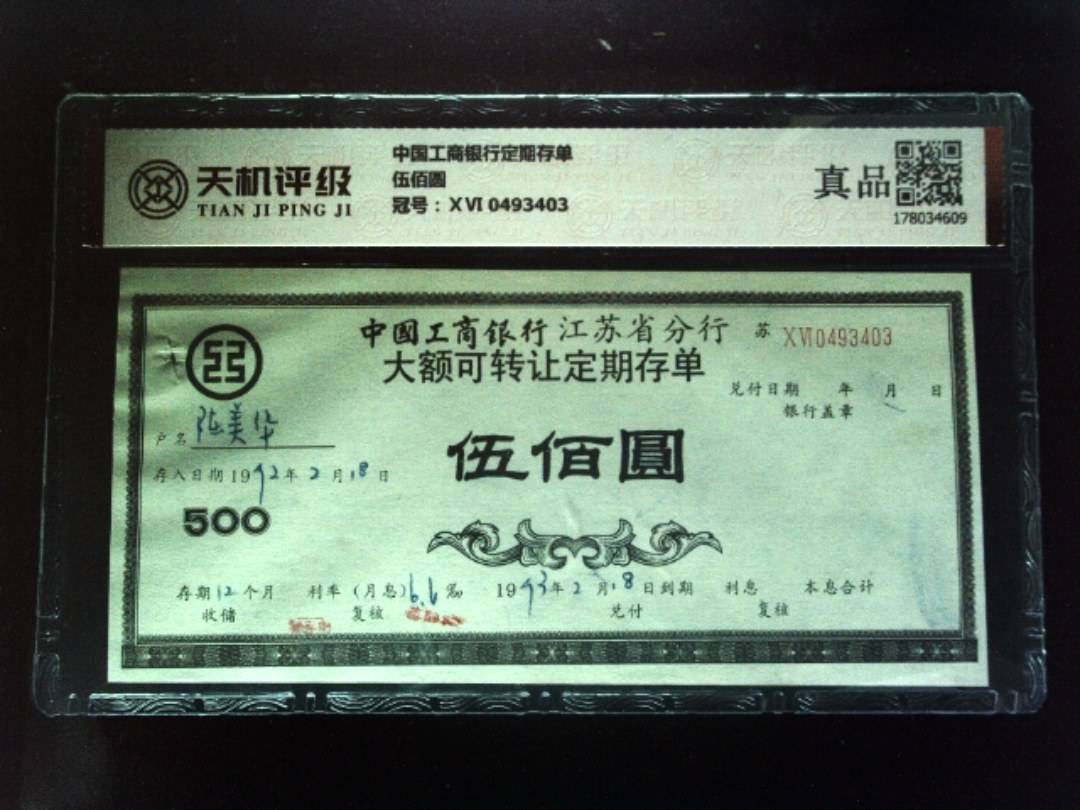 天机评级
TIAN JI PING JI
中国工商银行定期存单
伍佰圆
冠号：XVI 0493403
真品
178034609
中國工商银行江苏省分行
苏 XVI0493403
大额可转让定期存单
兑付日期 年 月 日
银行盖章
户名 陈美华
存入日期1992年2月18日
伍佰圓
500
存期12个月 利率（月息）6.6‰ 1993年2月18日到期 利息 本息合计
收储 复核 兑付 复核